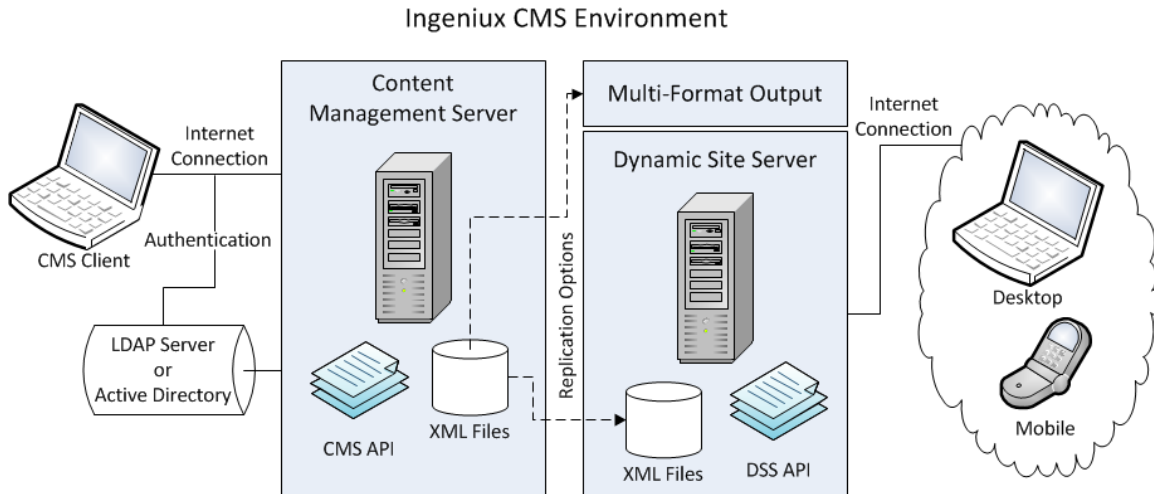 Ingeniux CMS Environment
Content
Management Server
Multi-Format Output
Internet
Connection
Internet
Connection
Dynamic Site Server
Authentication
CMS Client
Replication Options
Desktop
LDAP Server
or
Active Directory
CMS API
XML Files
XML Files
DSS API
Mobile